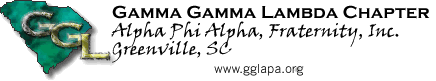 GGL
GAMMA GAMMA LAMBDA CHAPTER
Alpha Phi Alpha, Fraternity, Inc.
Greenville, SC
www.gglapa.org